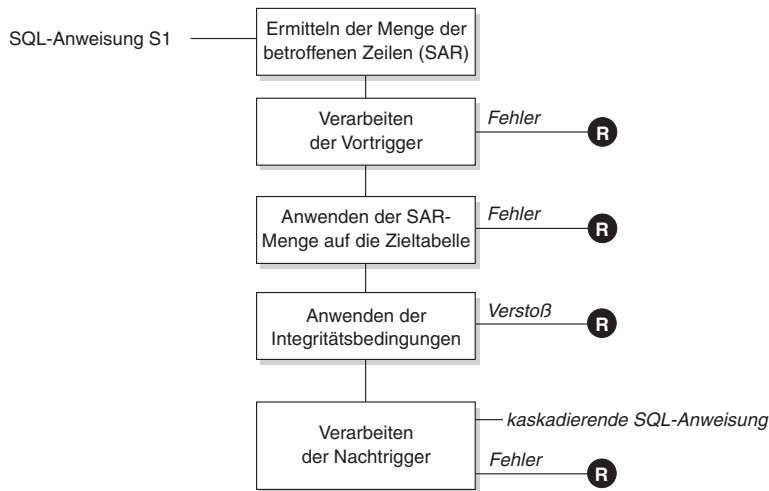 SQL-Anweisung S1
Ermitteln der Menge der
betroffenen Zeilen (SAR)
Verarbeiten
der Vortrigger
Fehler
R
Anwenden der SAR-
Menge auf die Zieltabelle
Fehler
R
Anwenden der
Integritätsbedingungen
Verstoß
R
Verarbeiten
der Nachtrigger
kaskadierende SQL-Anweisung
Fehler
R